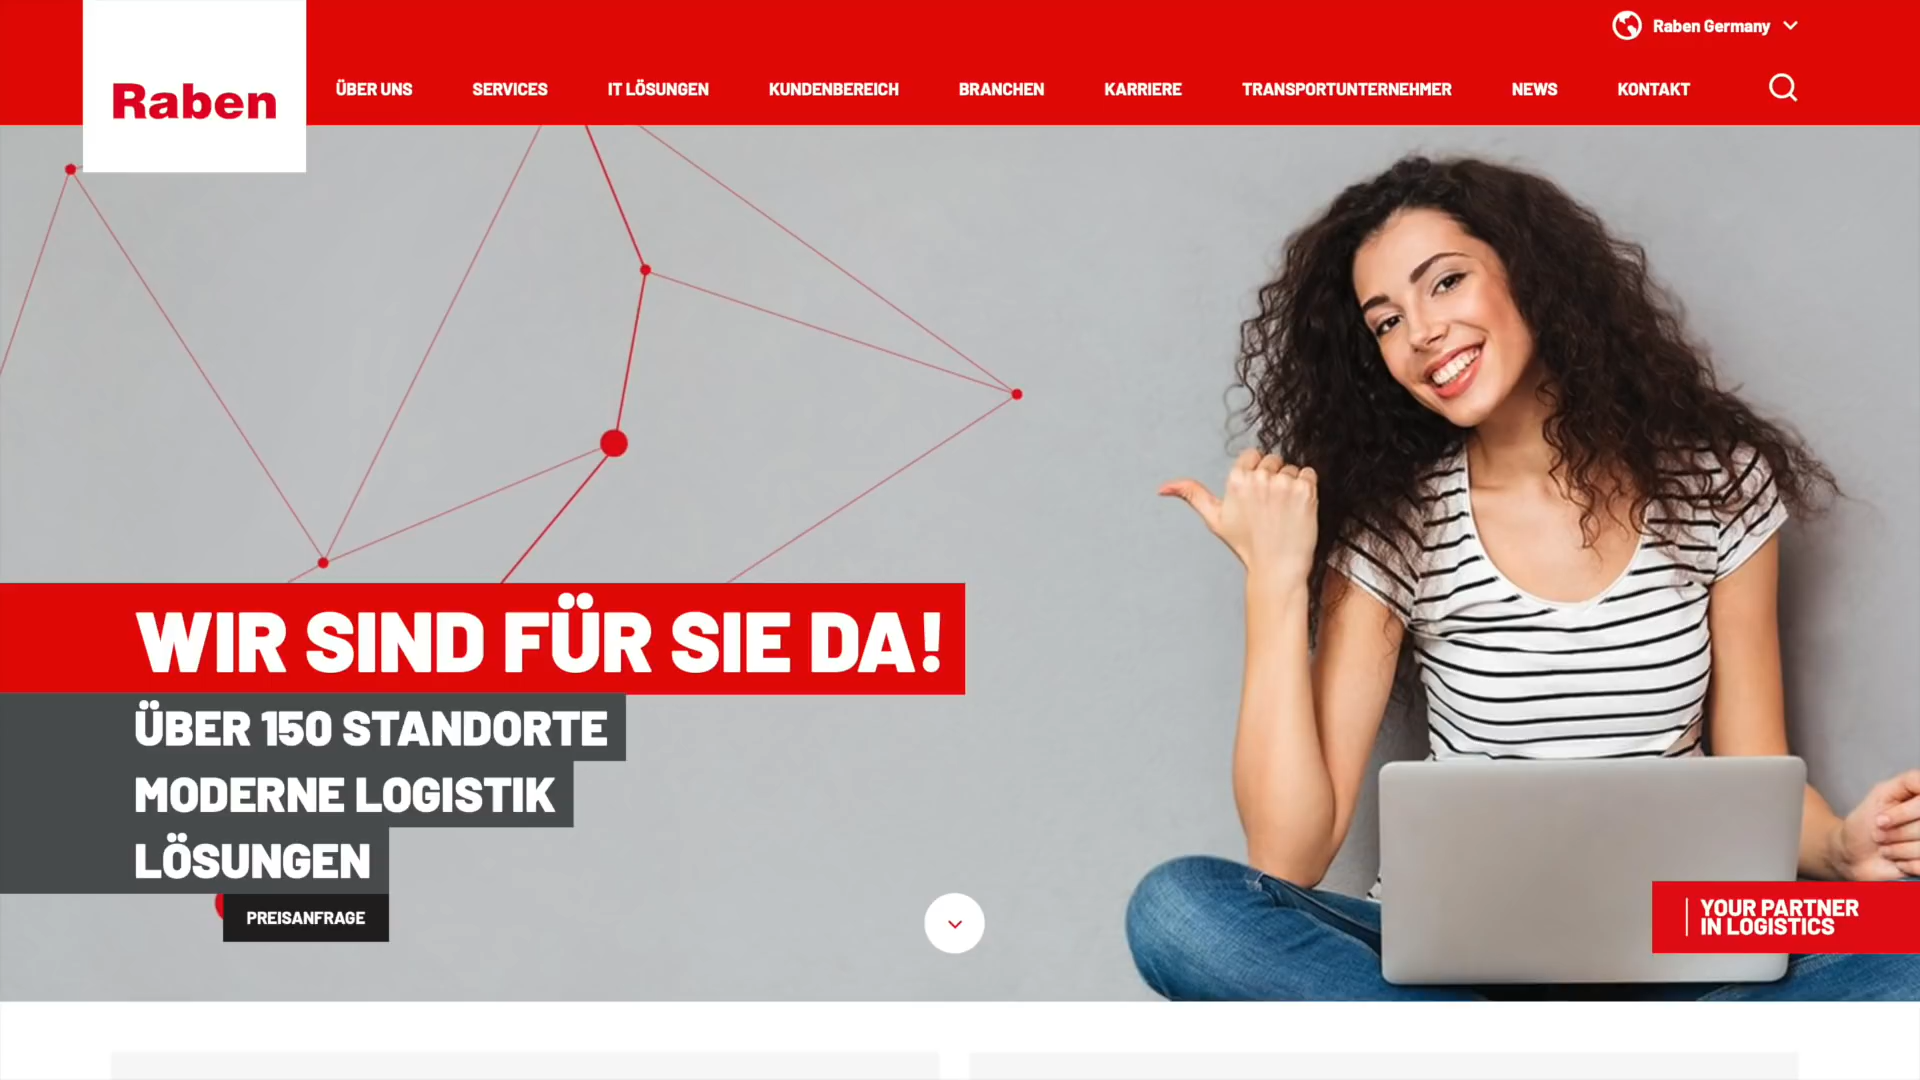 Raben Germany
Raben
ÜBER UNS
SERVICES
IT LÖSUNGEN
KUNDENBEREICH
BRANCHEN
KARRIERE
TRANSPORTUNTERNEHMER
NEWS
KONTAKT
WIR SIND FÜR SIE DA!
ÜBER 150 STANDORTE
MODERNE LOGISTIK
LÖSUNGEN
PREISANFRAGE
YOUR PARTNER
IN LOGISTICS